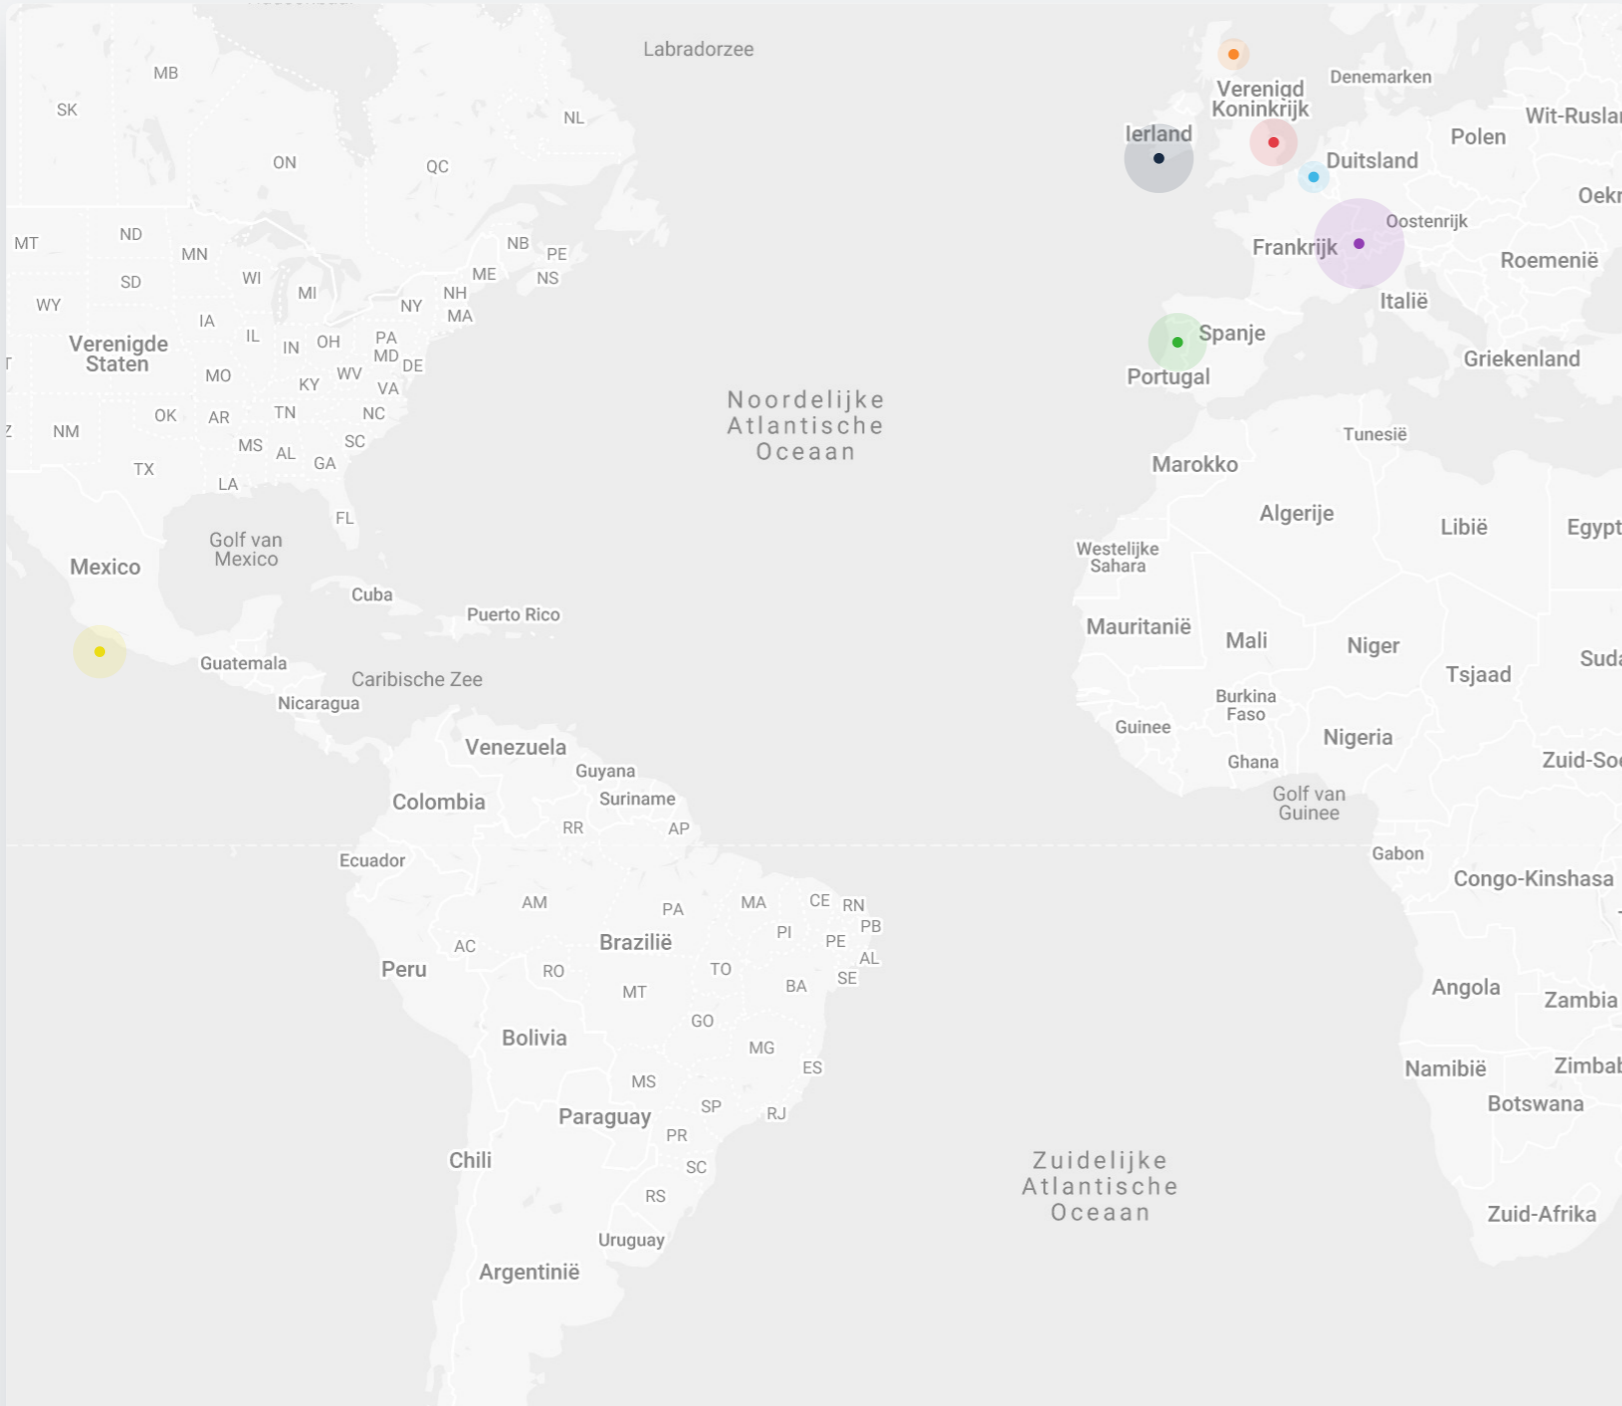 Labradorzee
MB
SK
NL
ON
QC
Denemarken
Verenigd
Koninkrijk
Ierland
Wit-Rusla
Polen
Duitsland
Oekr
Oostenrijk
Frankrijk
Roemenië
Italië
Spanje
Portugal
Griekenland
MT
ND
MN
NB
PE
SD
WI
ME
NS
WY
MI
NH
NY
MA
IA
IL
IN
OH
PA
Verenigde
Staten
MD
DE
T
MO
KY
WV
VA
OK
AR
TN
NC
Z
NM
MS
AL
SC
TX
GA
LA
FL
Noordelijke
Atlantische
Oceaan
Tunesië
Marokko
Algerije
Libië
Egypt
Golf van
Mexico
Mexico
Westelijke
Sahara
Cuba
Puerto Rico
Mauritanië
Mali
Niger
Suda
Tsjaad
Guatemala
Caribische Zee
Nicaragua
Burkina
Faso
Guinee
Nigeria
Ghana
Zuid-Soe
Venezuela
Guyana
Suriname
Colombia
Golf van
Guinee
RR
AP
Ecuador
Gabon
Congo-Kinshasa
AM
PA
MA
CE
RN
PB
PI
PE
AC
Brazilië
AL
Peru
RO
TO
SE
MT
BA
Angola
Zambia
GO
Bolivia
MG
ES
Namibië
Zimbab
MS
SP
RJ
Botswana
Paraguay
PR
Chili
SC
Zuidelijke
Atlantische
Oceaan
RS
Zuid-Afrika
Uruguay
Argentinië